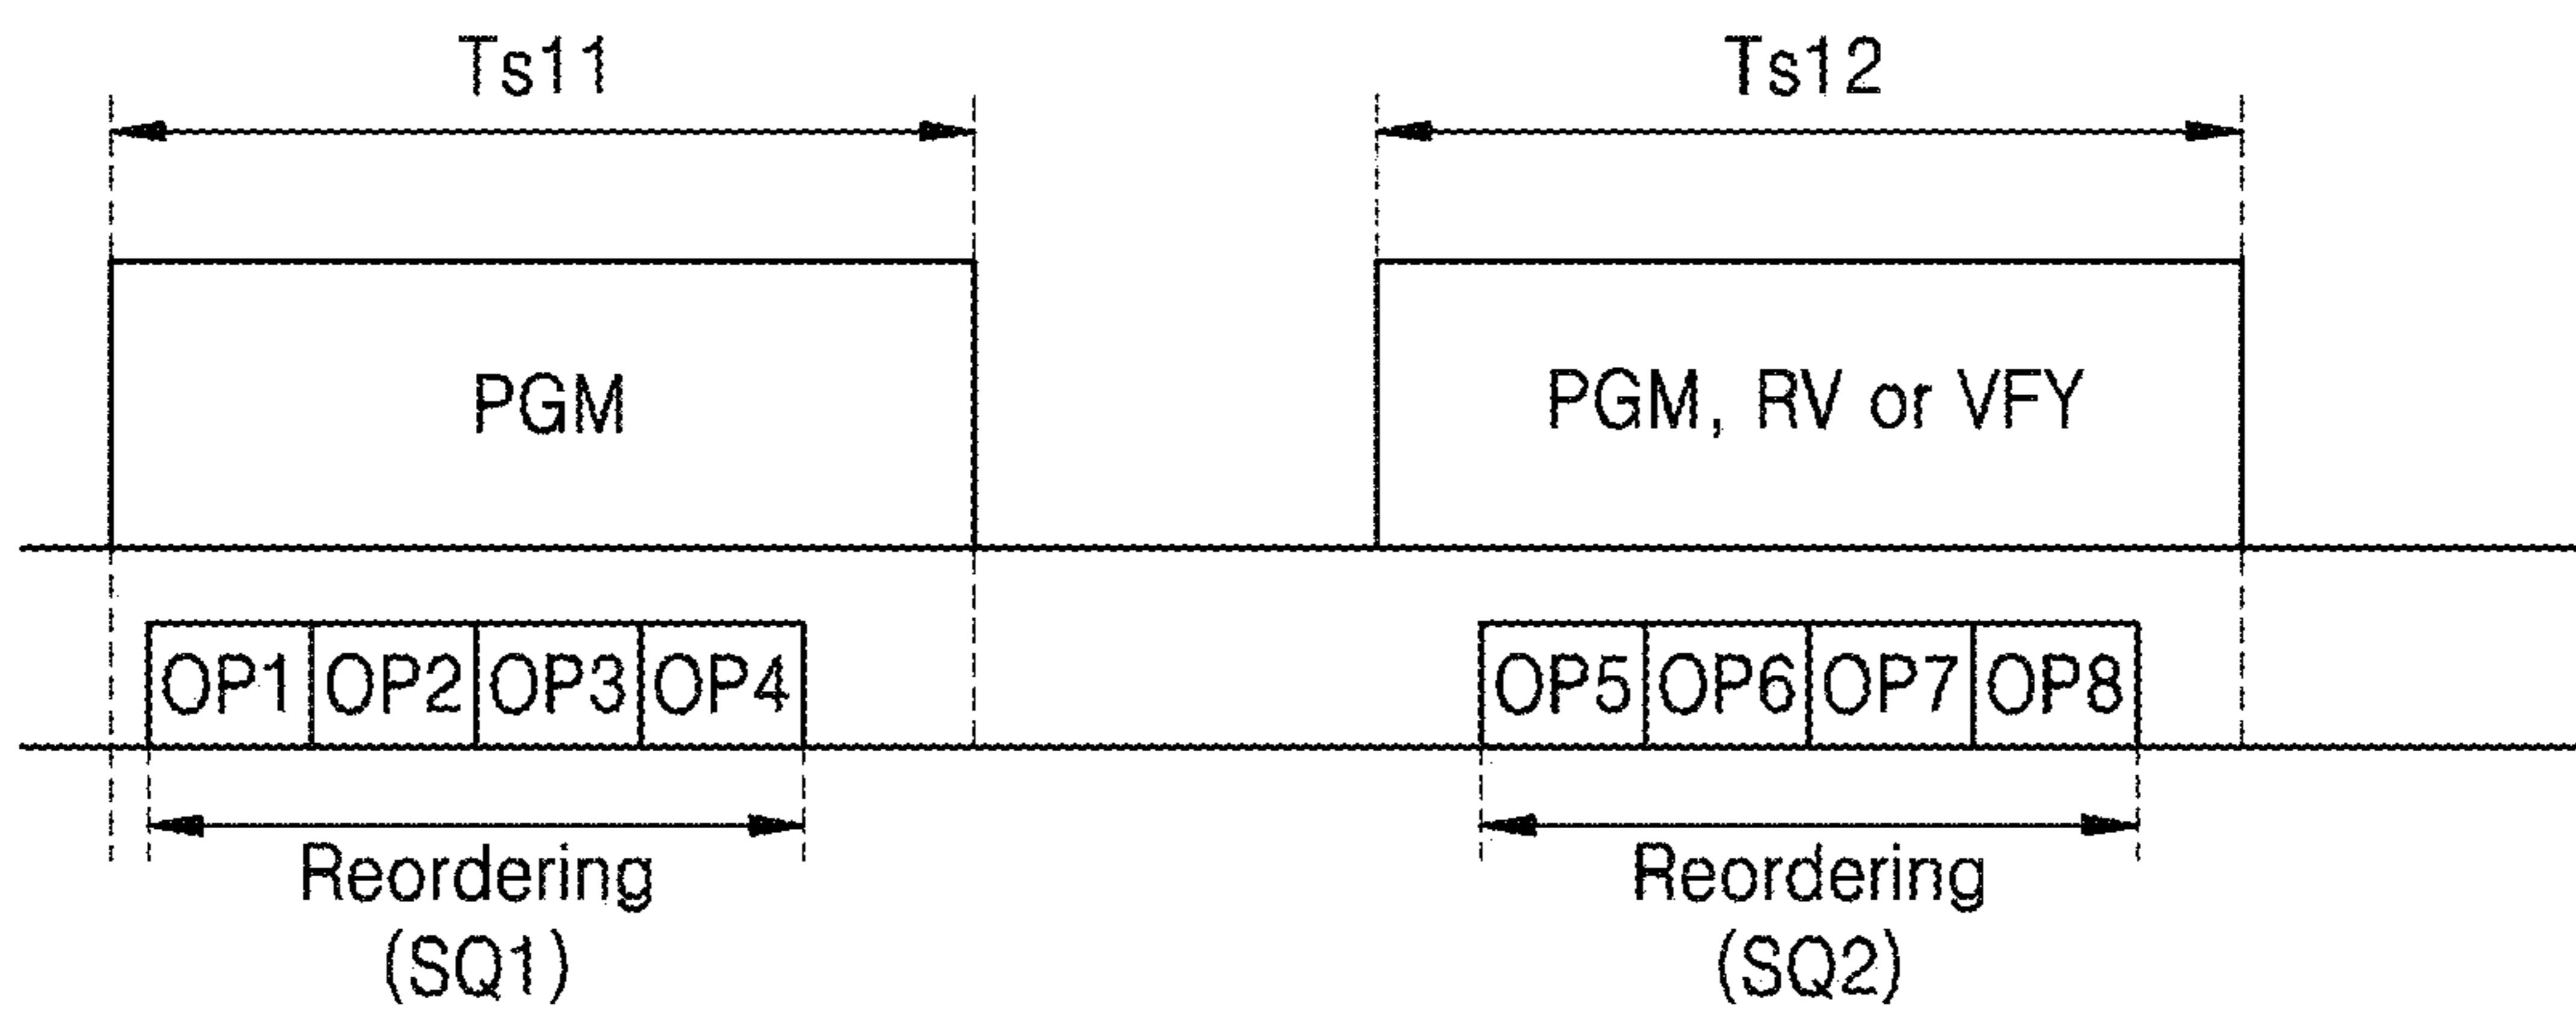 Ts11
Ts12
PGM
PGM, RV or VFY
OP1 OP2 OP3 OP4
OP5 OP6 OP7 OP8
Reordering
(SQ1)
Reordering
(SQ2)